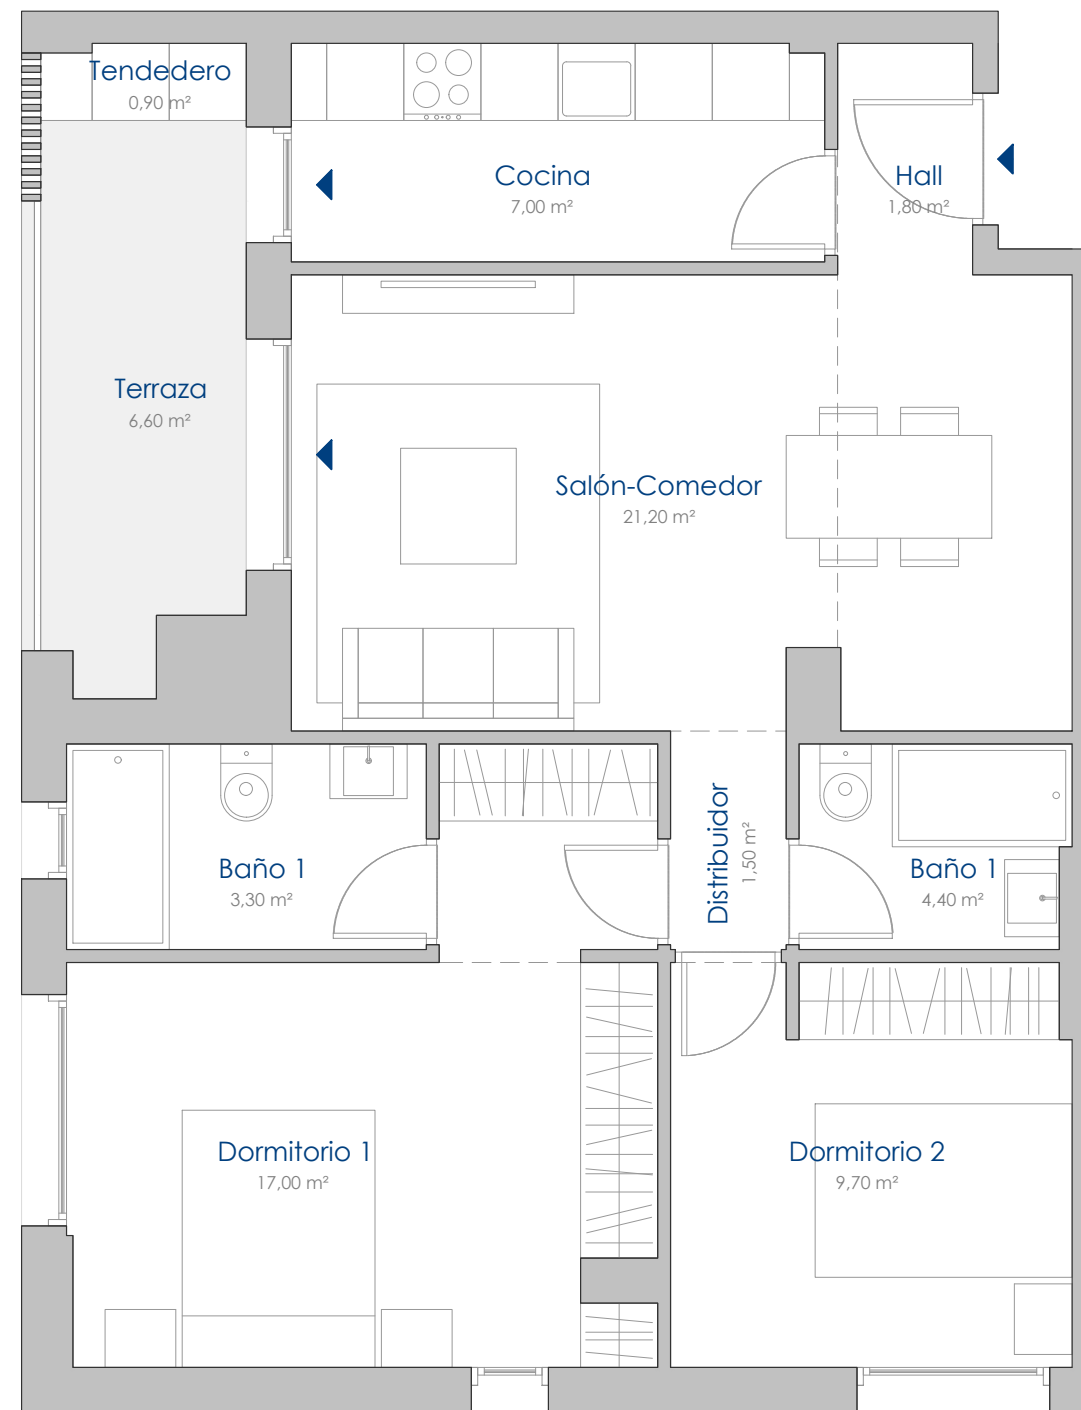 Tendedero
0,90 m²
Cocina
7,00 m²
Hall
1,80 m²
Terraza
6,60 m²
Salón-Comedor
21,20 m²
Distribuidor
1,50 m²
Baño 1
3,30 m²
Baño 1
4,40 m²
Dormitorio 1
17,00 m²
Dormitorio 2
9,70 m²